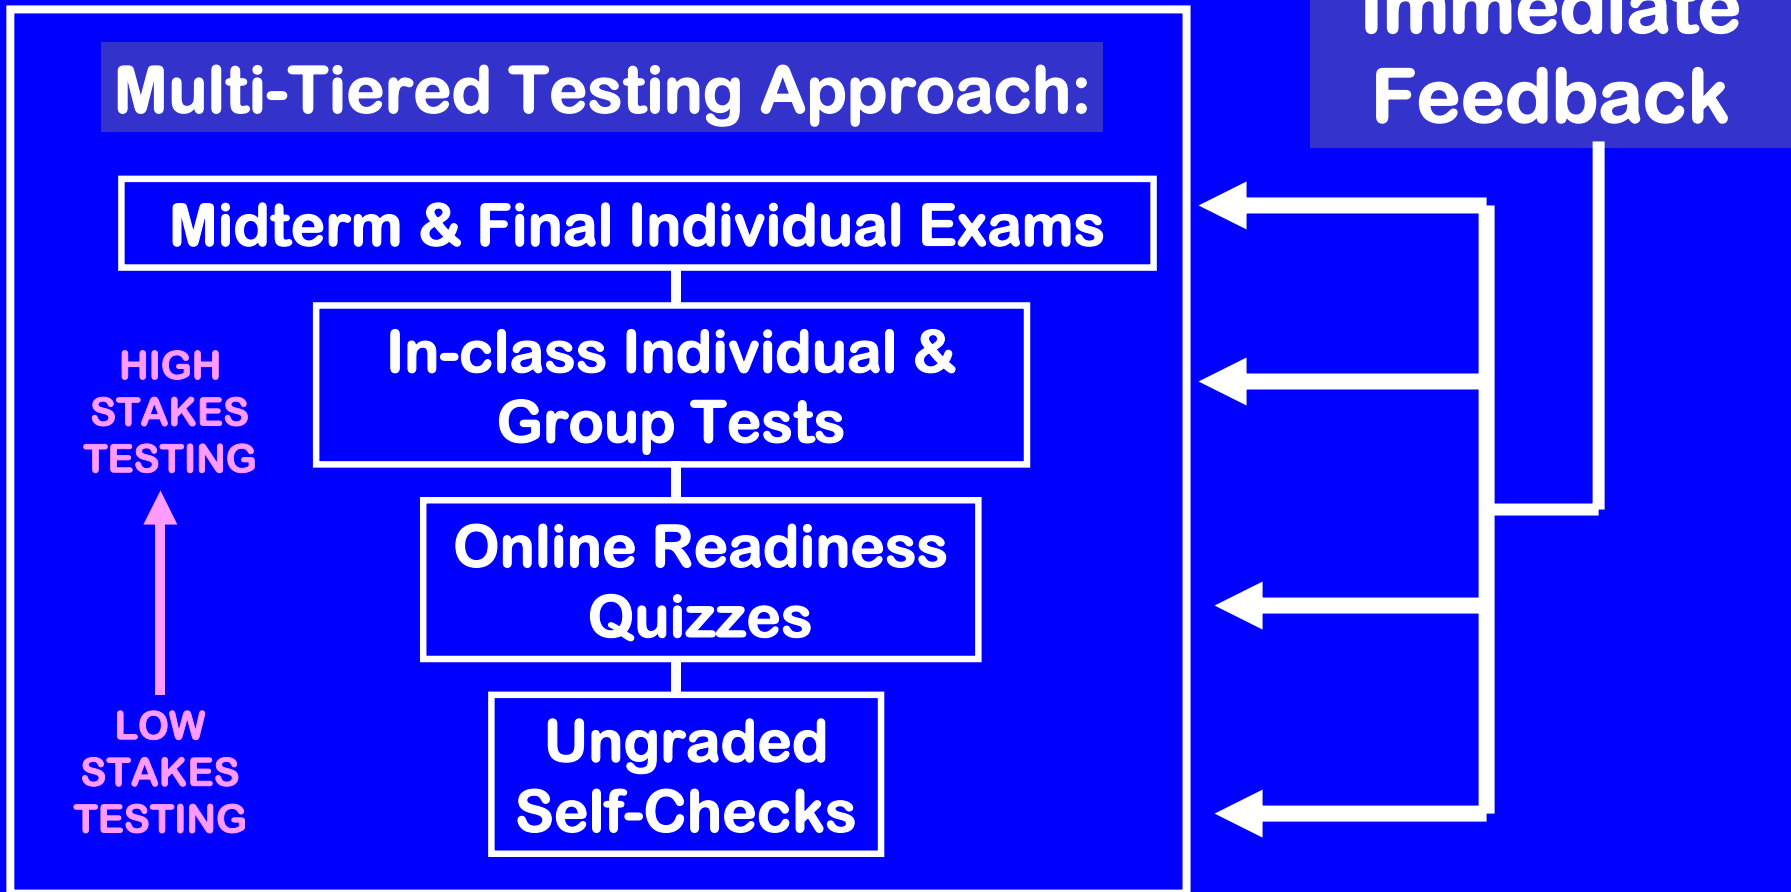 Immediate
Feedback
Multi-Tiered Testing Approach:
Midterm & Final Individual Exams
In-class Individual &
Group Tests
Online Readiness
Quizzes
Ungraded
Self-Checks
HIGH
STAKES
TESTING
LOW
STAKES
TESTING